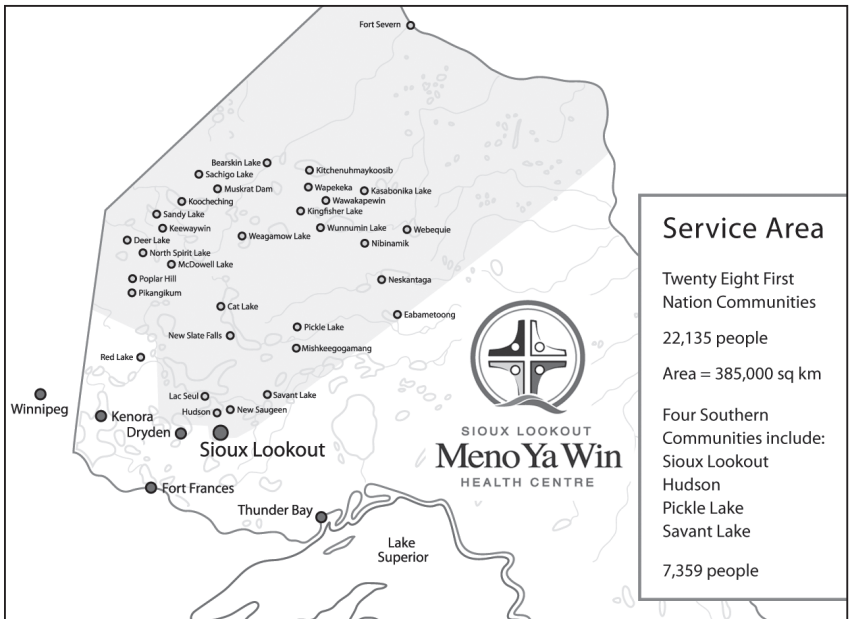 Fort Severn
Bearskin Lake
Sachigo Lake
Kitchenuhmaykoosib
Muskrat Dam
Wapekeka
Kasabonika Lake
Koocheching
Wawakapewin
Sandy Lake
Kingfisher Lake
Keewaywin
Wunnumin Lake
Webequie
Deer Lake
Weagamow Lake
Nibinamik
North Spirit Lake
McDowell Lake
Poplar Hill
Neskantaga
Pikangikum
Cat Lake
Eabametoong
Pickle Lake
New Slate Falls
Mishkeegogamang
Red Lake
Winnipeg
Lac Seul
Savant Lake
Kenora
Hudson
New Saugeen
Dryden
Sioux Lookout
Fort Frances
Thunder Bay
Lake
Superior
SIOUX LOOKOUT
Meno Ya Win
HEALTH CENTRE
Service Area
Twenty Eight First
Nation Communities
22,135 people
Area = 385,000 sq km
Four Southern
Communities include:
Sioux Lookout
Hudson
Pickle Lake
Savant Lake
7,359 people